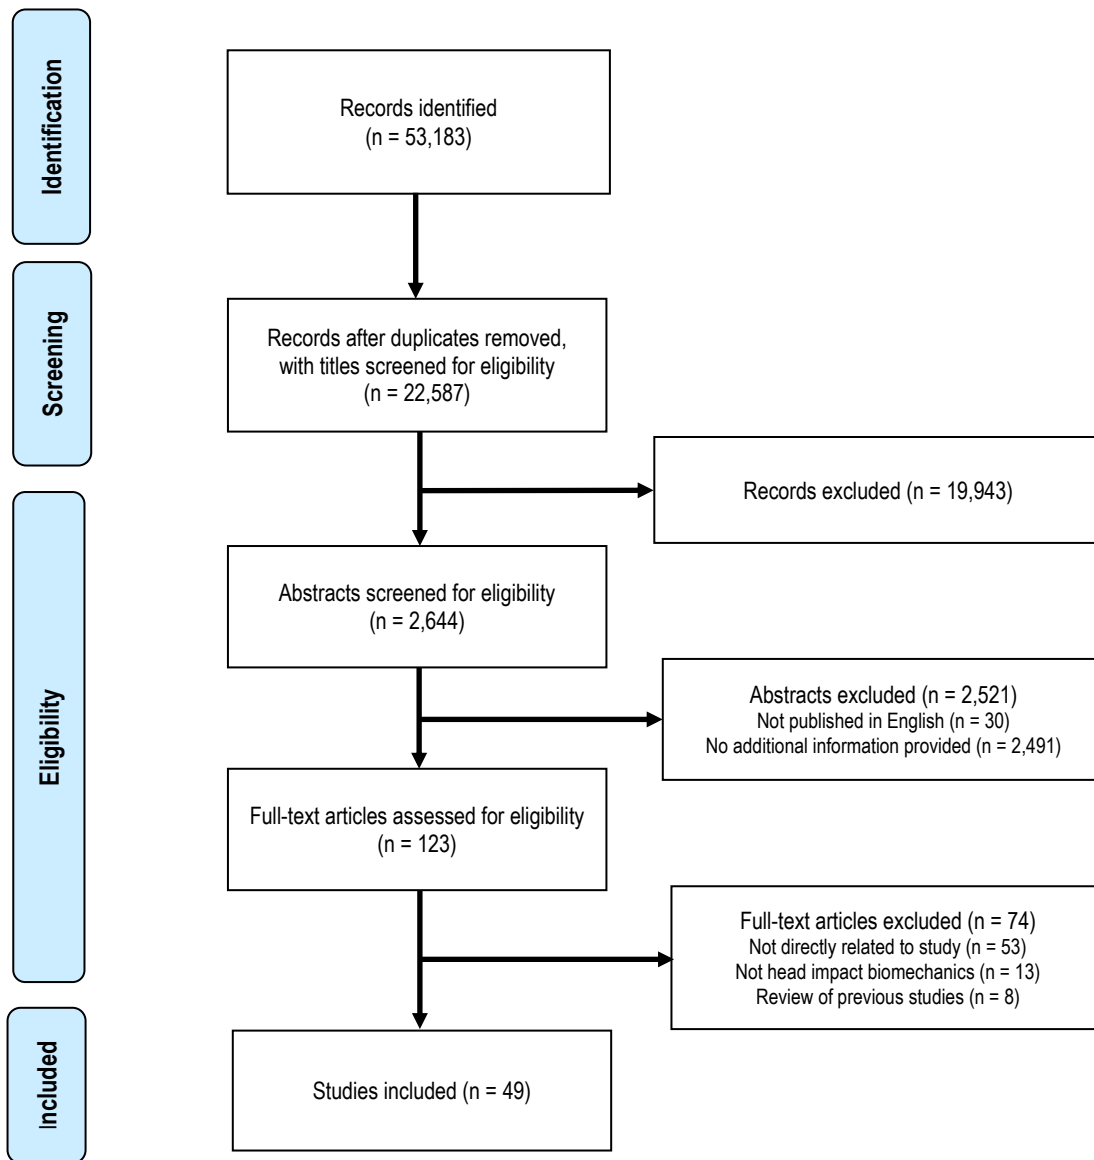 Identification
Records identified
(n = 53,183)
Screening
Records after duplicates removed,
with titles screened for eligibility
(n = 22,587)
Records excluded (n = 19,943)
Eligibility
Abstracts screened for eligibility
(n = 2,644)
Abstracts excluded (n = 2,521)
Not published in English (n = 30)
No additional information provided (n = 2,491)
Full-text articles assessed for eligibility
(n = 123)
Full-text articles excluded (n = 74)
Not directly related to study (n = 53)
Not head impact biomechanics (n = 13)
Review of previous studies (n = 8)
Included
Studies included (n = 49)